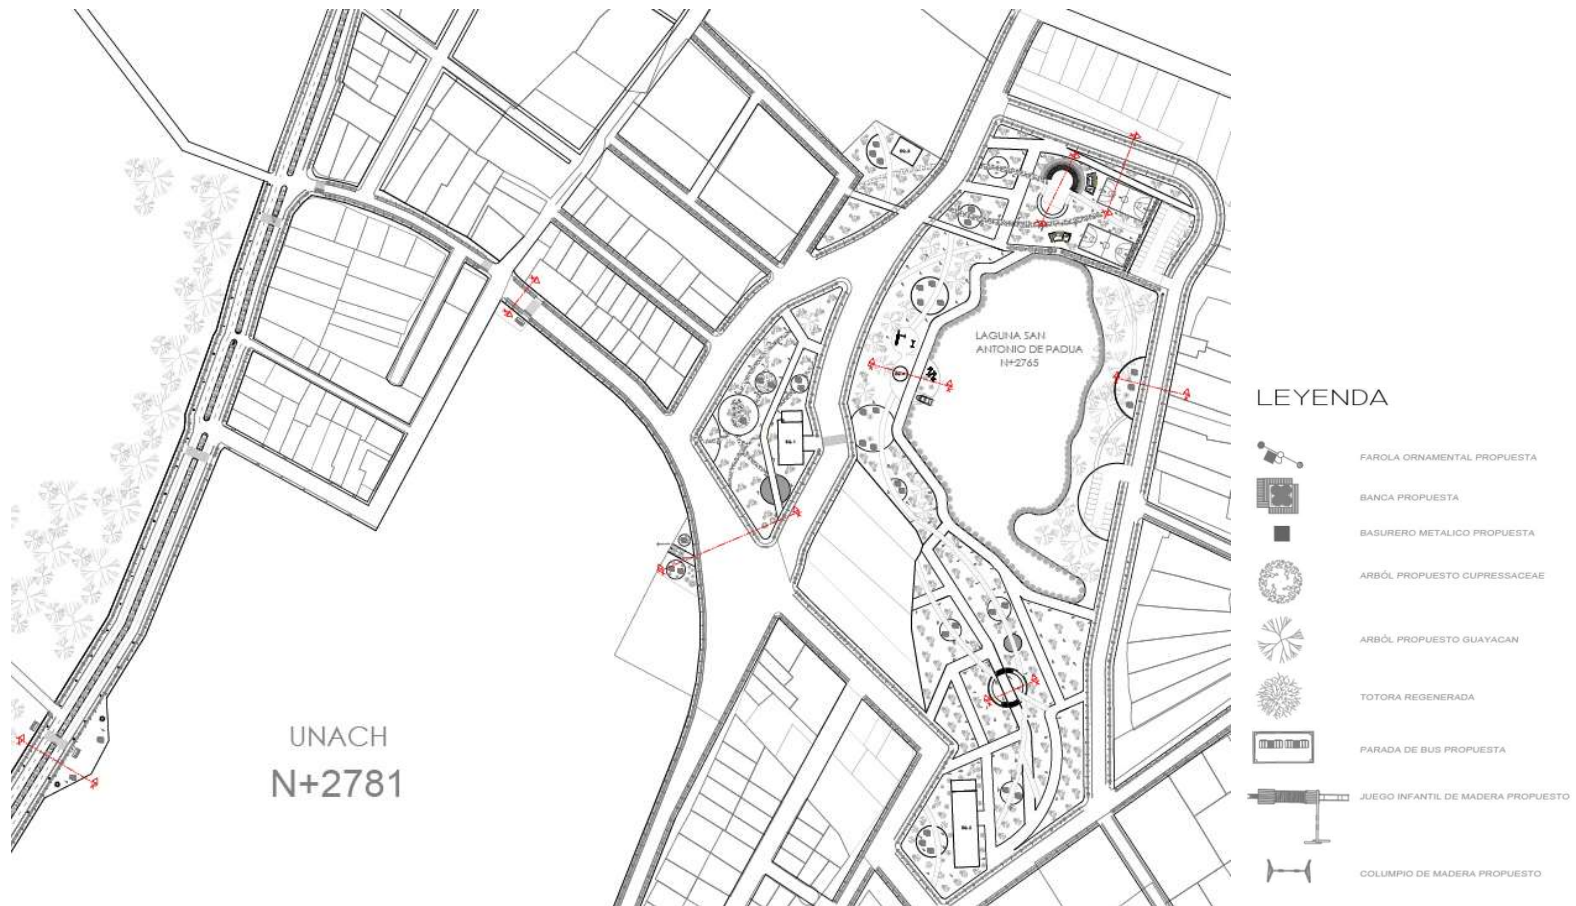 LAGUNA SAN
ANTONIO DE PADUA
N+2765
UNACH
N+2781
LEYENDA
FAROLA ORNAMENTAL PROPUESTA
BANCA PROPUESTA
BASURERO METALICO PROPUESTA
ARBÓL PROPUESTO CUPRESSACEAE
ARBÓL PROPUESTO GUAYACAN
TOTORA REGENERADA
PARADA DE BUS PROPUESTA
JUEGO INFANTIL DE MADERA PROPUESTO
COLUMPIO DE MADERA PROPUESTO